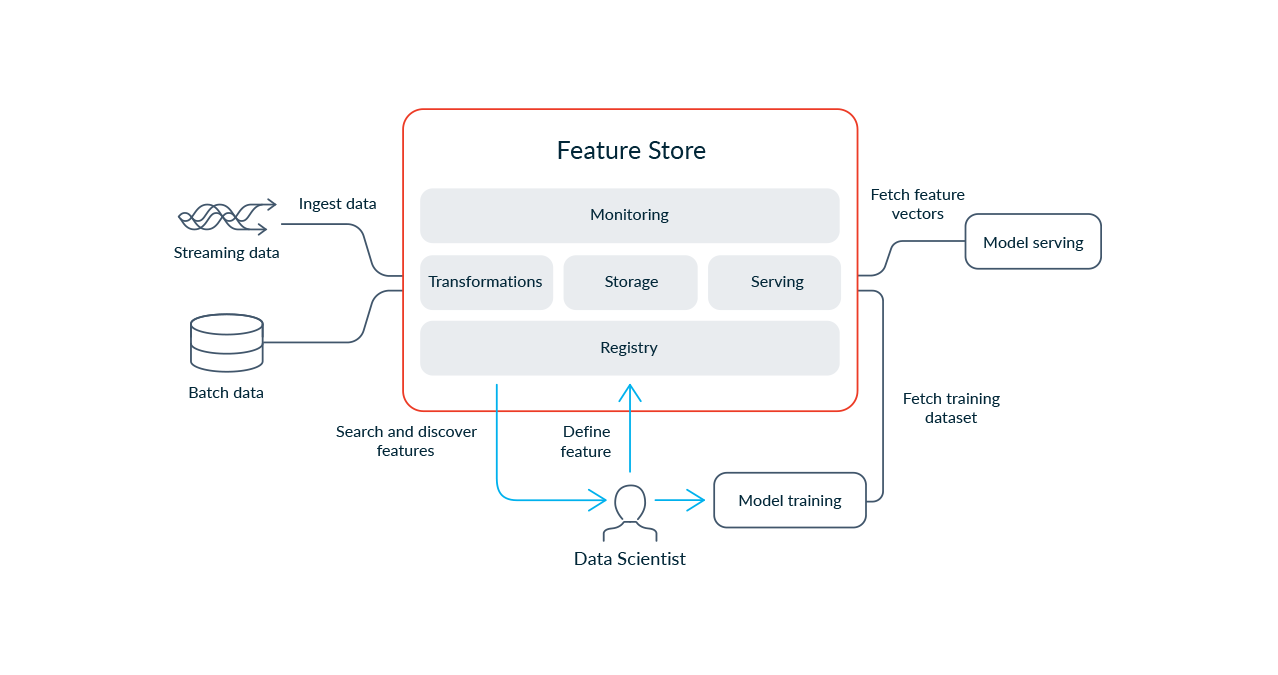 Feature Store
Monitoring
Transformations
Storage
Serving
Registry
Ingest data
Streaming data
Batch data
Fetch feature
vectors
Model serving
Fetch training
dataset
Search and discover
features
Define
feature
Model training
Data Scientist